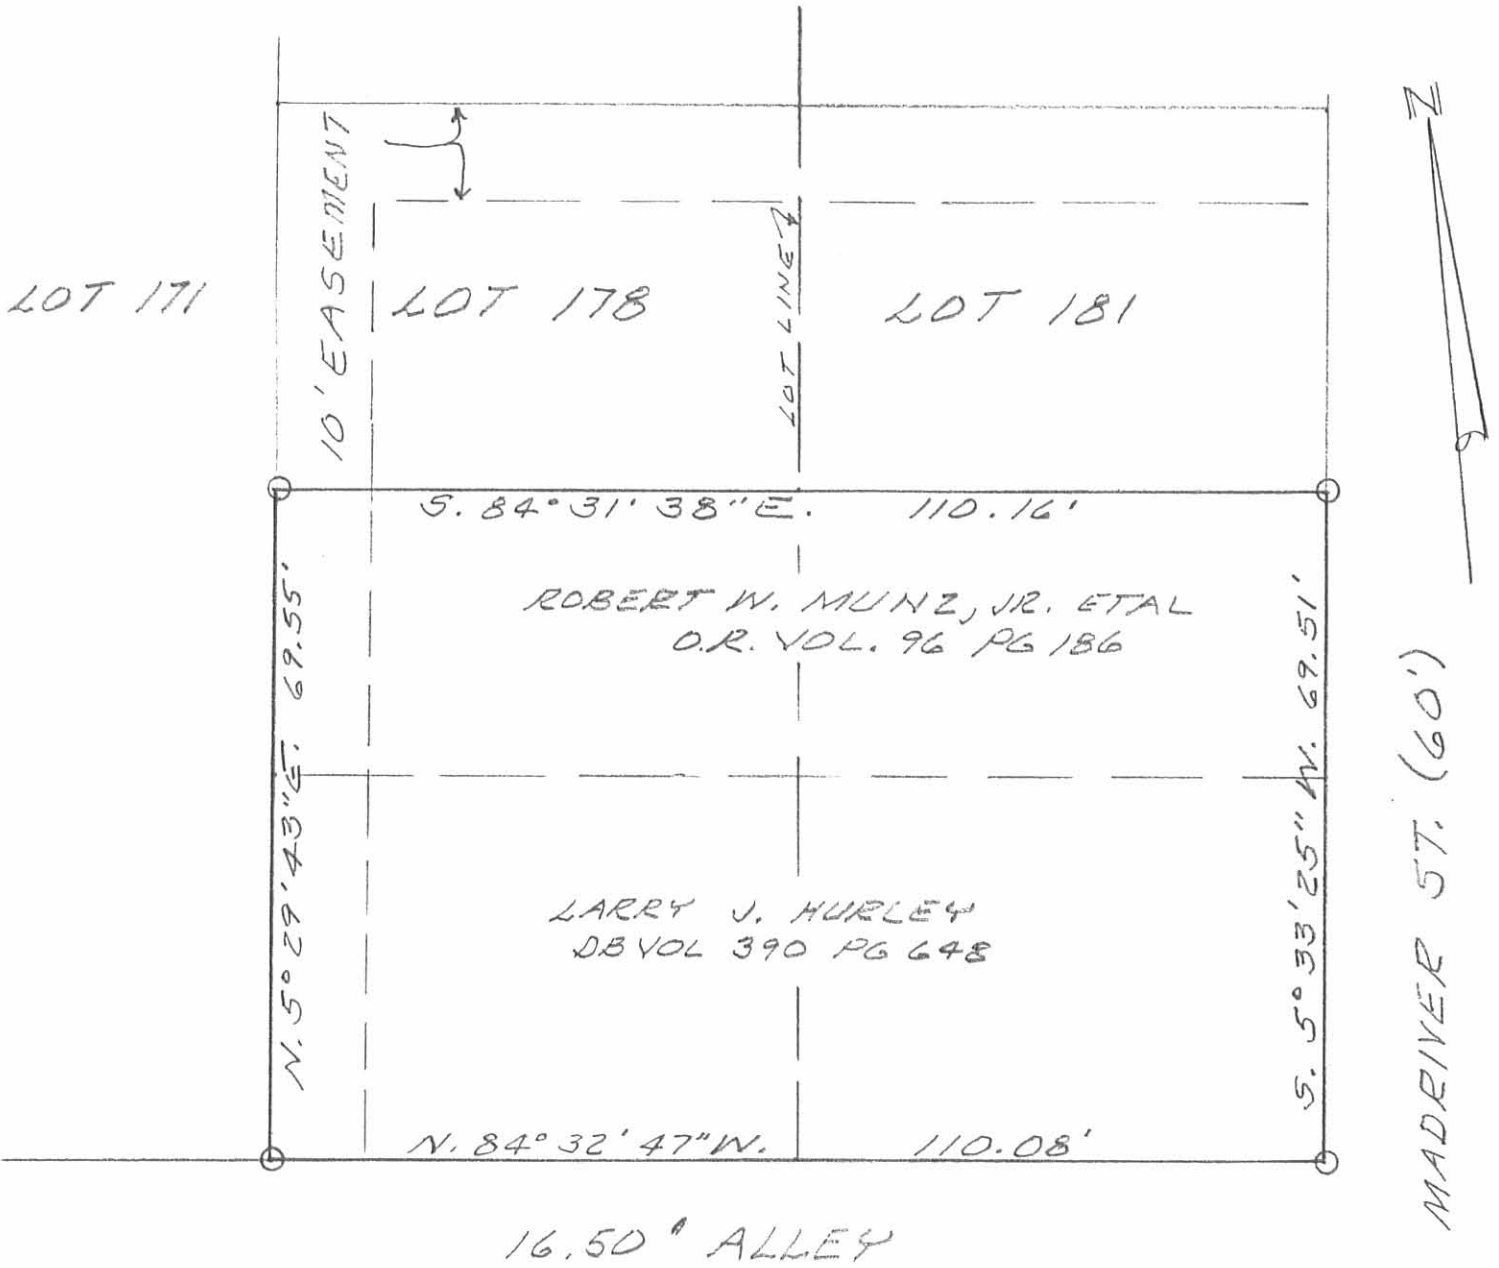 N
10' EASEMENT
LOT 171
LOT 178
LOT LINE
LOT 181
S. 84° 31' 38" E. 110.16'
ROBERT W. MUNZ, JR. ETAL
O.R. VOL. 96 PG 186
N. 5° 29' 43" E. 69.55'
S. 5° 33' 25" W. 69.51'
MADRIVER ST. (60')
LARRY J. HURLEY
DB VOL 390 PG 648
N. 84° 32' 47" W. 110.08'
16.50' ALLEY